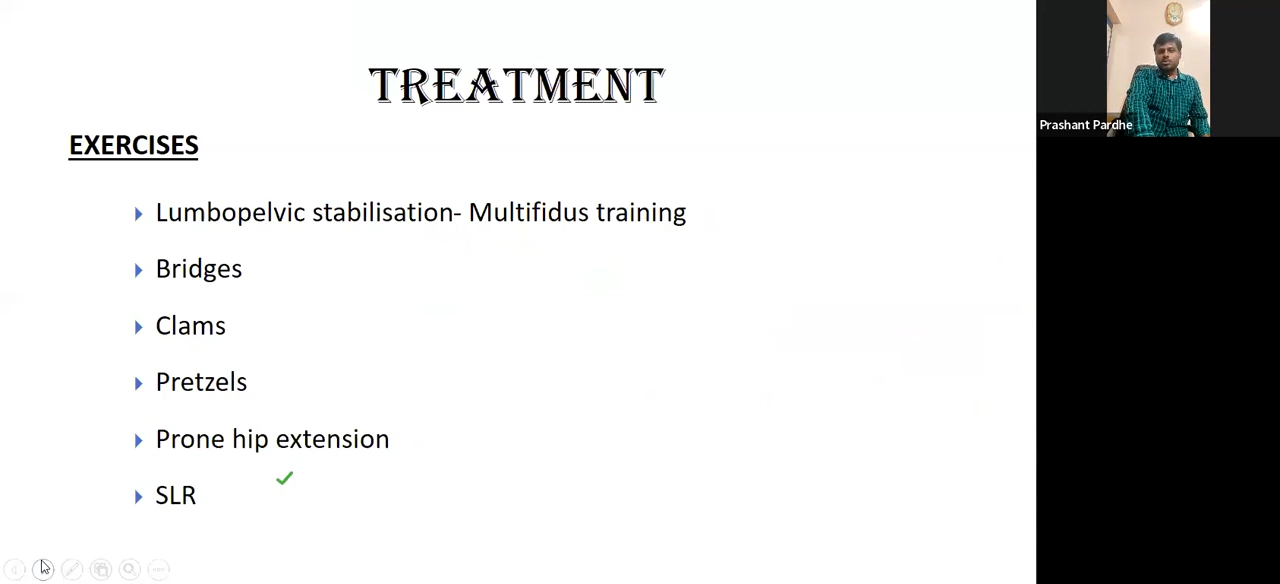 TREATMENT
EXERCISES
Lumbopelvic stabilisation- Multifidus training
Bridges
Clams
Pretzels
Prone hip extension
SLR
Prashant Pardhe